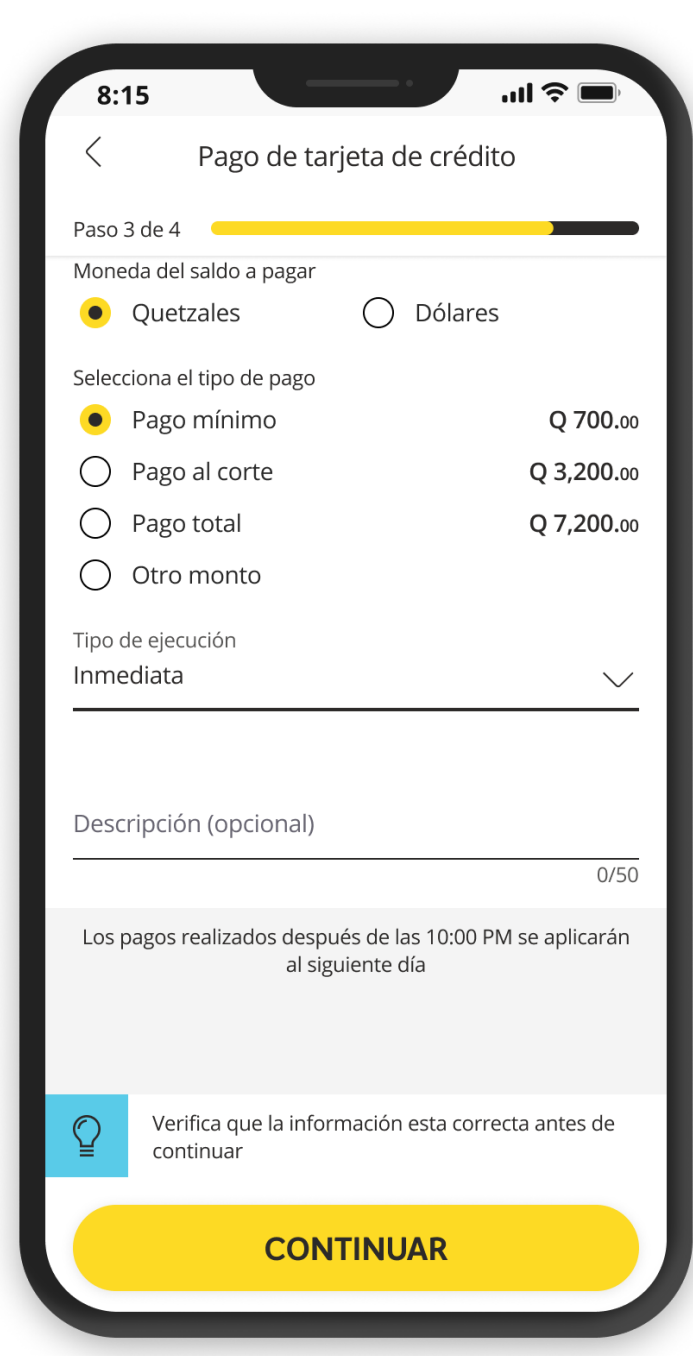 8:15
Pago de tarjeta de crédito
Paso 3 de 4
Moneda del saldo a pagar
Quetzales Dólares
Selecciona el tipo de pago
Pago mínimo Q 700.00
Pago al corte Q 3,200.00
Pago total Q 7,200.00
Otro monto
Tipo de ejecución
Inmediata
Descripción (opcional)
0/50
Los pagos realizados después de las 10:00 PM se aplicarán
al siguiente día
Verifica que la información esta correcta antes de
continuar
CONTINUAR